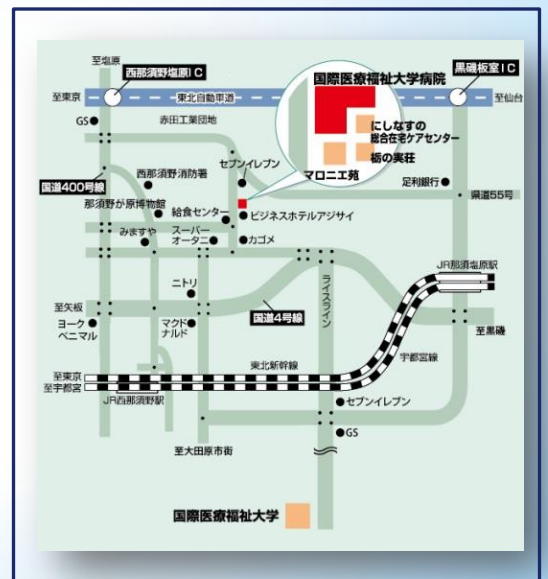 至塩原
西那須野塩原IC
国際医療福祉大学病院
黒磯板室IC
至東京
東北自動車道
至仙台
GS
赤田工業団地
にしなすの
総合在宅ケアセンター
栃の実荘
マロニエ苑
セブンイレブン
西那須野消防署
国道400号線
足利銀行
県道55号
那須野が原博物館
給食センター
ビジネスホテルアジサイ
みますや
スーパー
オータニ
カゴメ
JR那須塩原駅
ニトリ
ライスライン
至矢板
国道4号線
ヨーク
ベニマル
マクド
ナルド
至黒磯
宇都宮線
東北新幹線
至東京
至宇都宮
JR西那須野駅
セブンイレブン
GS
至大田原市街
国際医療福祉大学